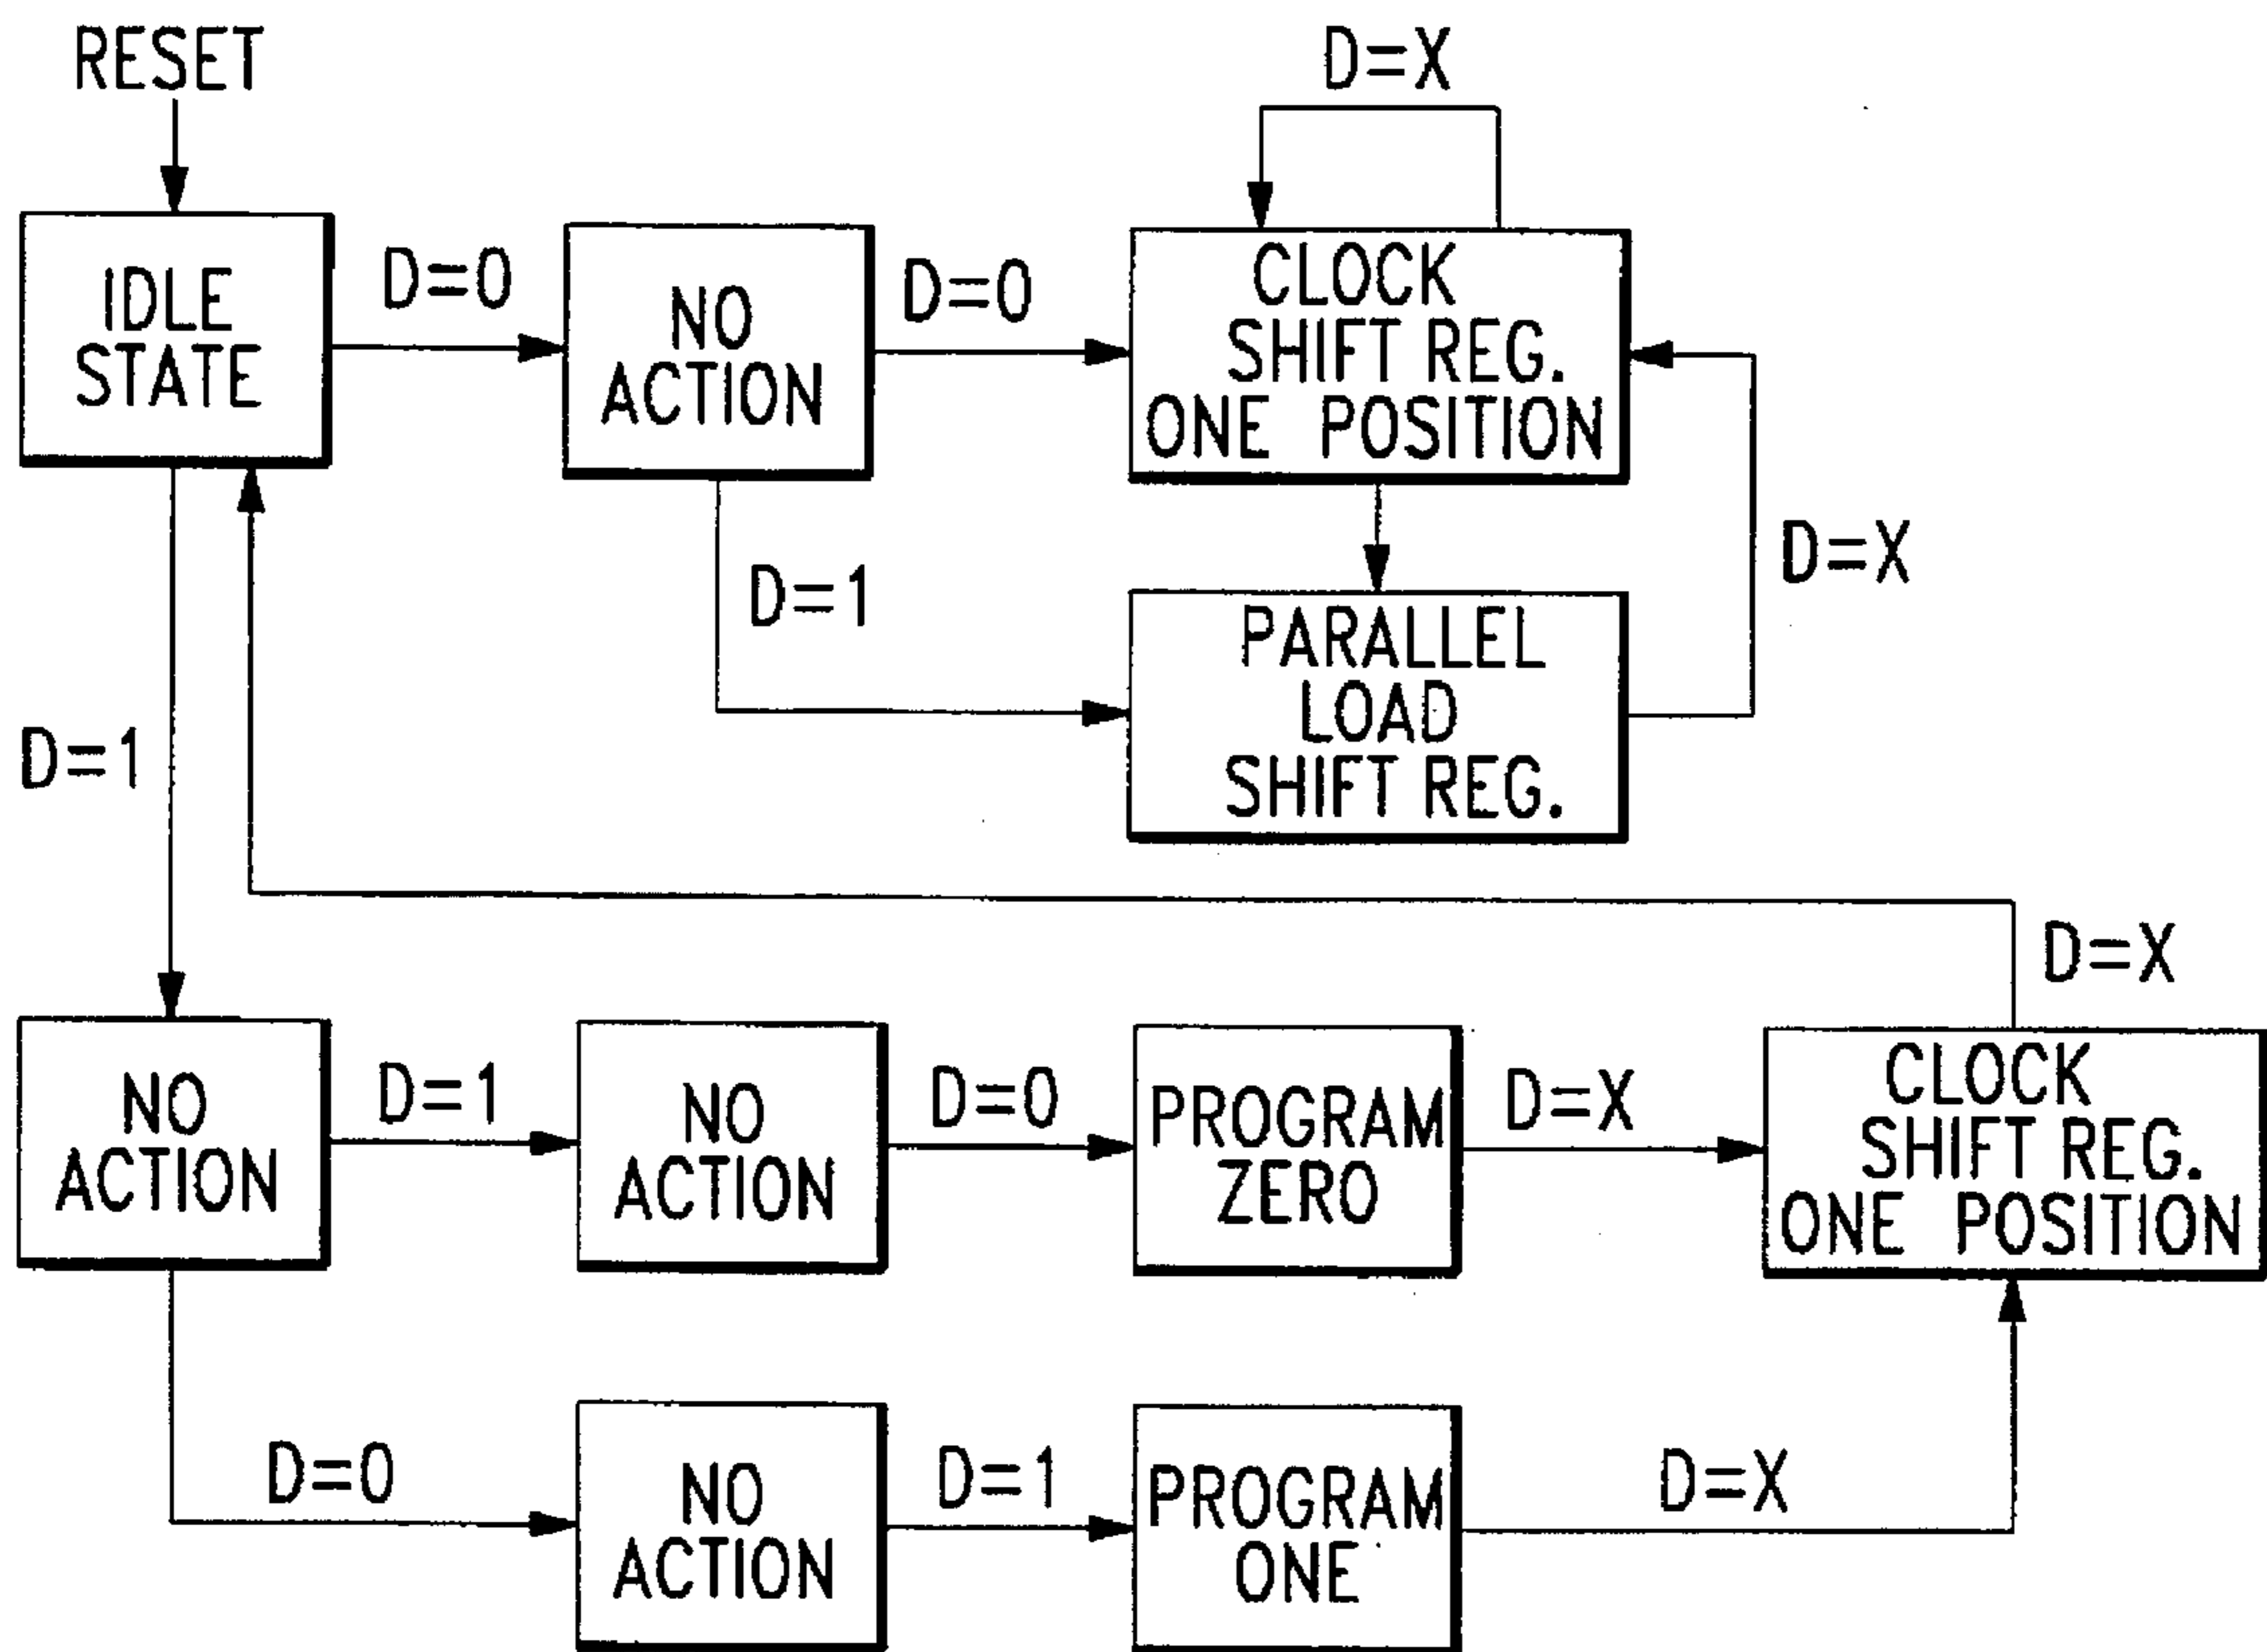 RESET
D=X
IDLE
STATE
D=0
NO
ACTION
D=0
CLOCK
SHIFT REG.
ONE POSITION
D=1
D=X
PARALLEL
LOAD
SHIFT REG.
D=1
D=X
NO
ACTION
D=1
NO
ACTION
D=0
PROGRAM
ZERO
D=X
CLOCK
SHIFT REG.
ONE POSITION
D=0
NO
ACTION
D=1
PROGRAM
ONE
D=X